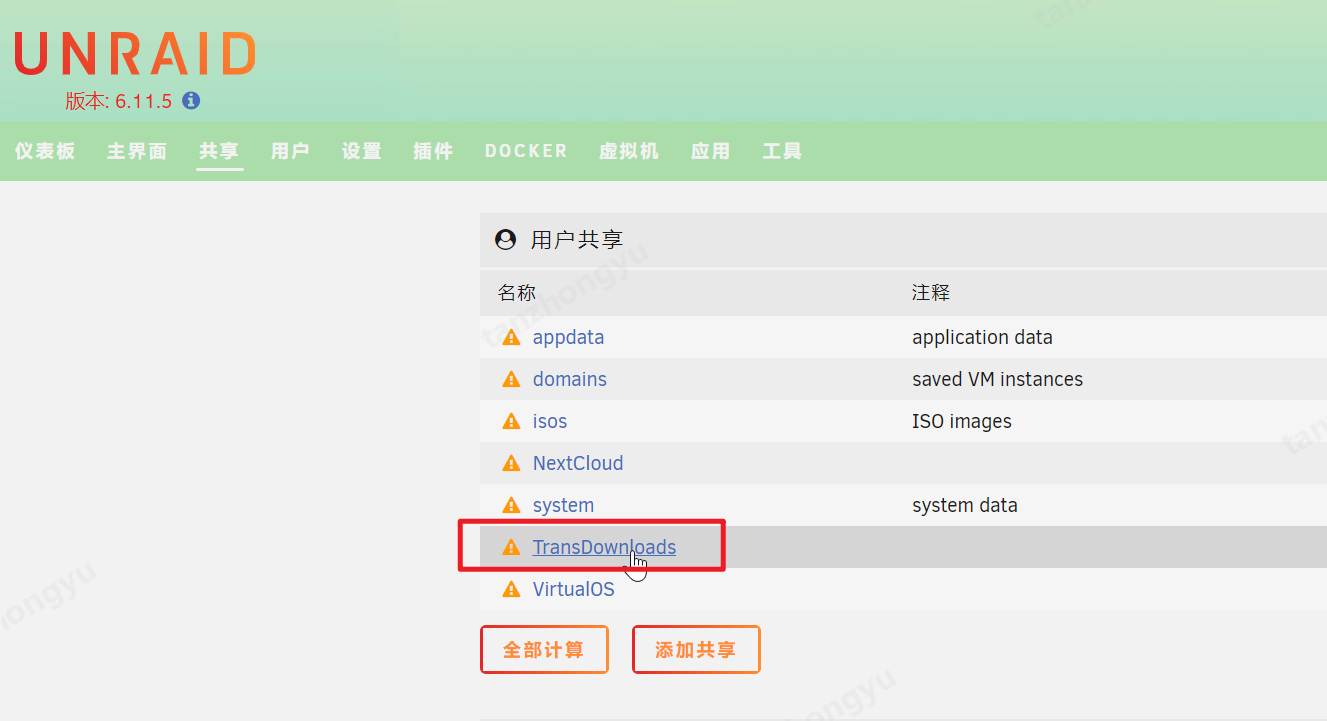 UNRAID
版本: 6.11.5
仪表板 主界面 共享 用户 设置 插件 DOCKER 虚拟机 应用 工具
用户共享
名称 注释
appdata application data
domains saved VM instances
isos ISO images
NextCloud
system system data
TransDownloads
VirtualOS
全部计算 添加共享
tanzhongyu